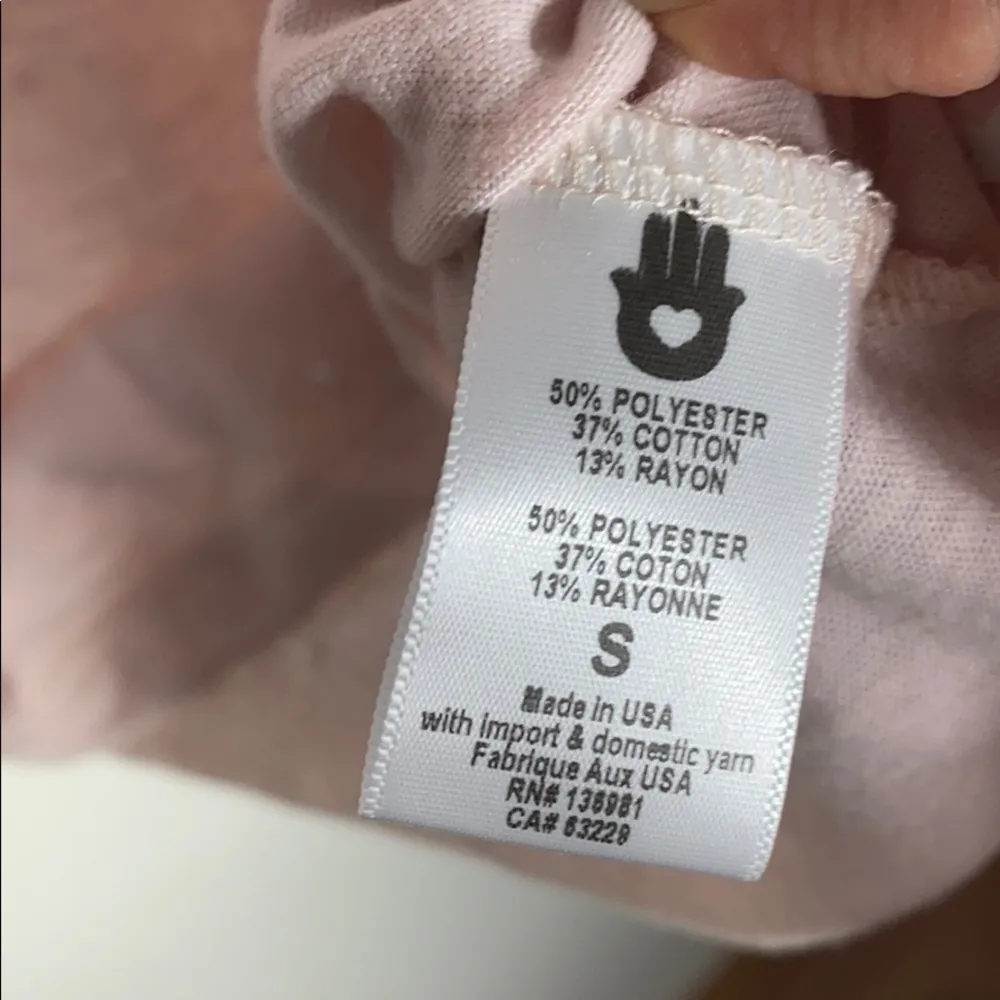 50% POLYESTER
37% COTTON
13% RAYON
50% POLYESTER
37% COTON
13% RAYONNE
S
Made in USA
with import & domestic yarn
Fabrique Aux USA
RN#
CA# 63229